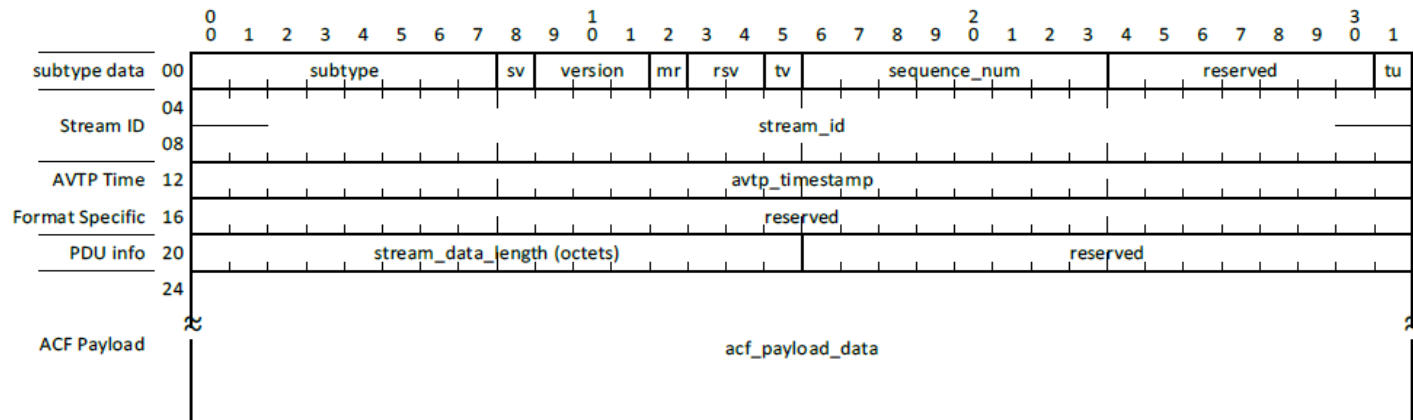 0 1 2 3
0 1 2 3 4 5 6 7 8 9 0 1 2 3 4 5 6 7 8 9 0 1 2 3 4 5 6 7 8 9 0 1
subtype data 00 subtype sv version mr rsv tv sequence_num reserved tu
04
Stream ID stream_id
08
AVTP Time 12 avtp_timestamp
Format Specific 16 reserved
PDU info 20 stream_data_length (octets) reserved
24
ACF Payload acf_payload_data